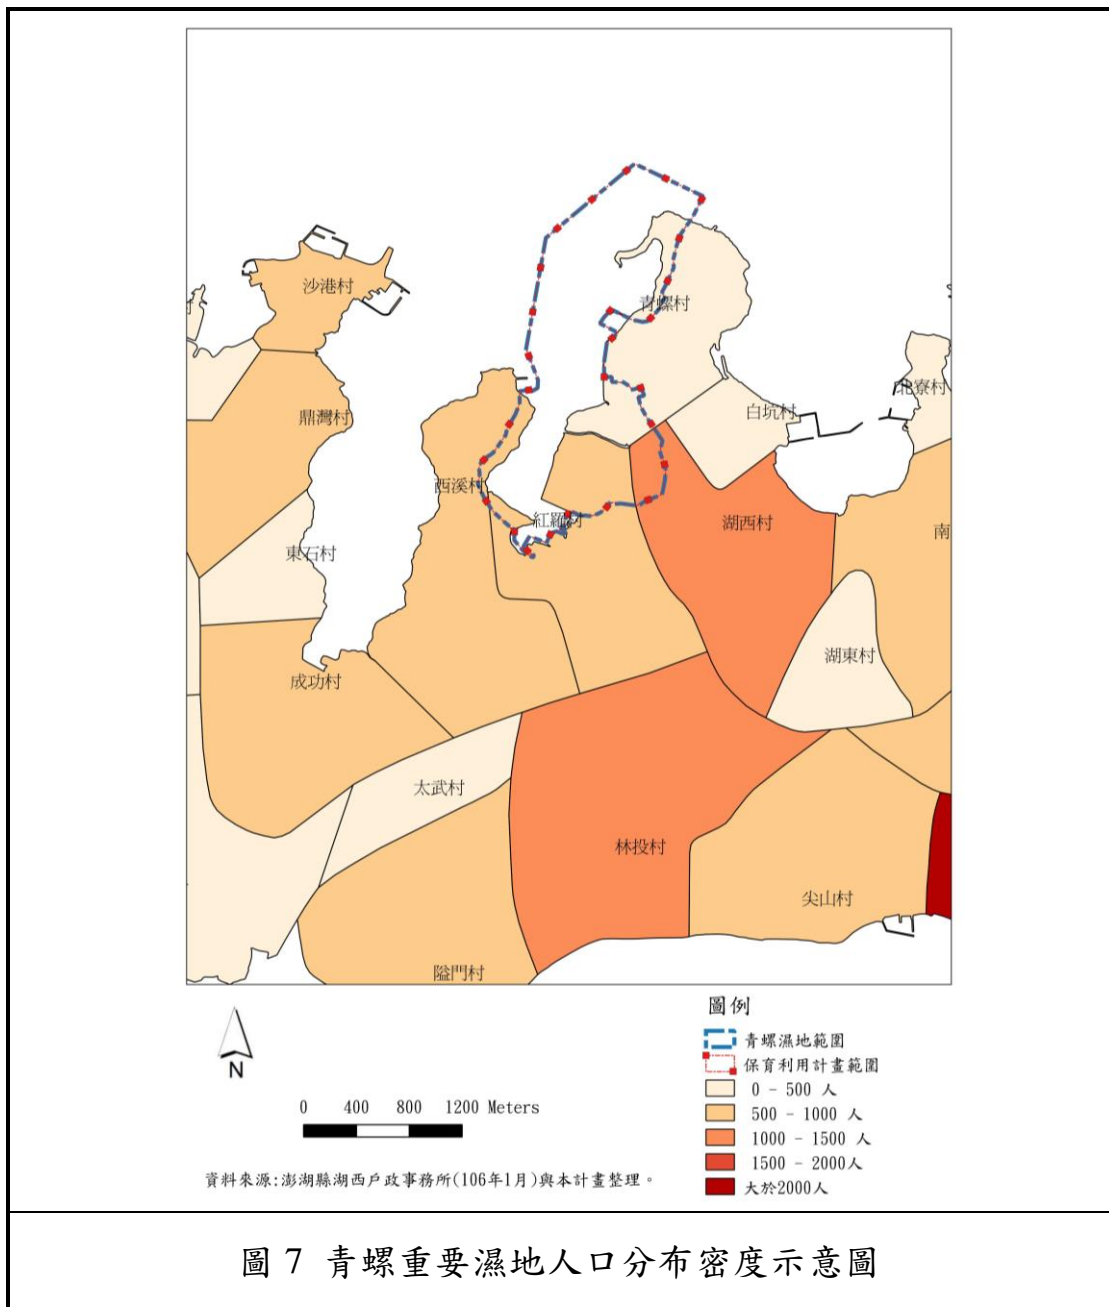 沙港村
青螺村
北寮村
白坑村
鼎灣村
西溪村
紅羅村
湖西村
南
東石村
湖東村
成功村
太武村
林投村
尖山村
隘門村
N
0 400 800 1200 Meters
資料來源:澎湖縣湖西戶政事務所(106年1月)與本計畫整理。
圖例
青螺濕地範圍
保育利用計畫範圍
0 - 500 人
500 - 1000 人
1000 - 1500 人
1500 - 2000人
大於2000人
圖 7 青螺重要濕地人口分布密度示意圖